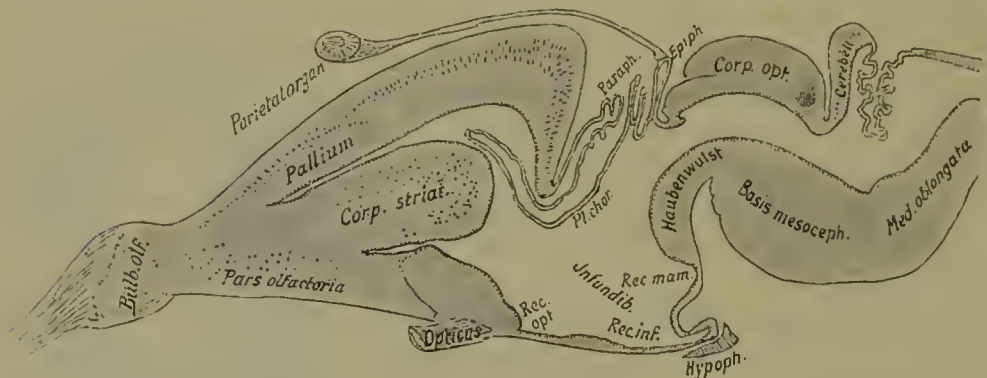 Parietalorgan
Pallium
Paraph.
Epiph
Corp. opt.
Cerebell
Corp. striat.
Pl. chor.
Haubenwulst
Basis mesoceph.
Med. oblongata
Bulb. olf.
Pars olfactoria
Rec. opt
Infundib.
Rec mam.
Opticus
Rec. inf.
Hypoph.